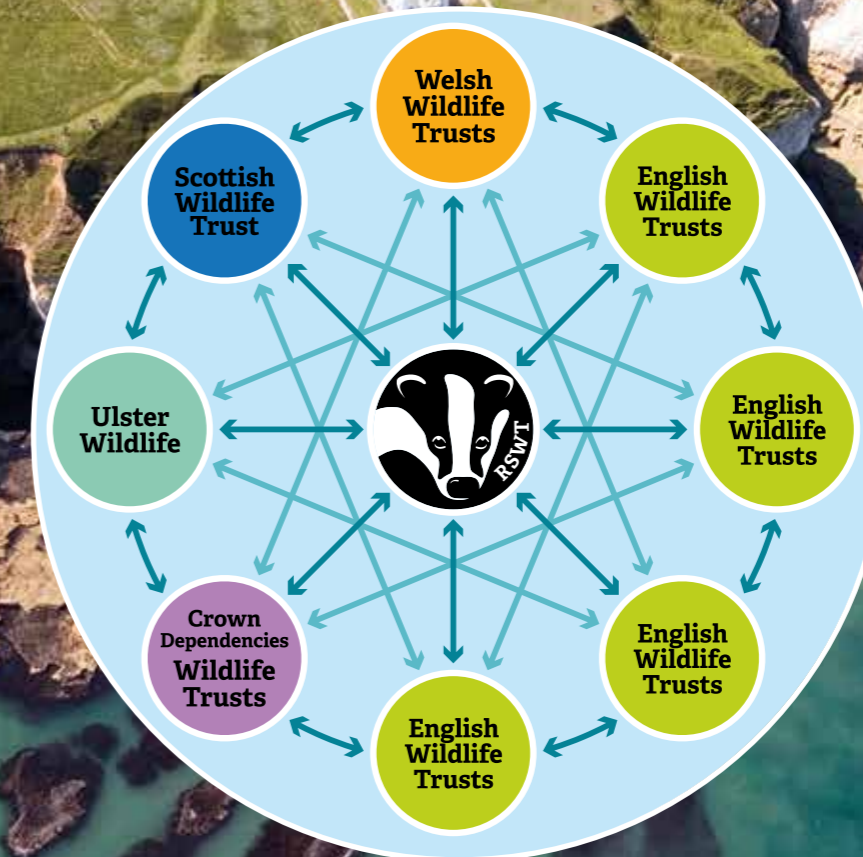 Welsh
Wildlife
Trusts
Scottish
Wildlife
Trust
English
Wildlife
Trusts
Ulster
Wildlife
RSWT
English
Wildlife
Trusts
Crown
Dependencies
Wildlife
Trusts
English
Wildlife
Trusts
English
Wildlife
Trusts